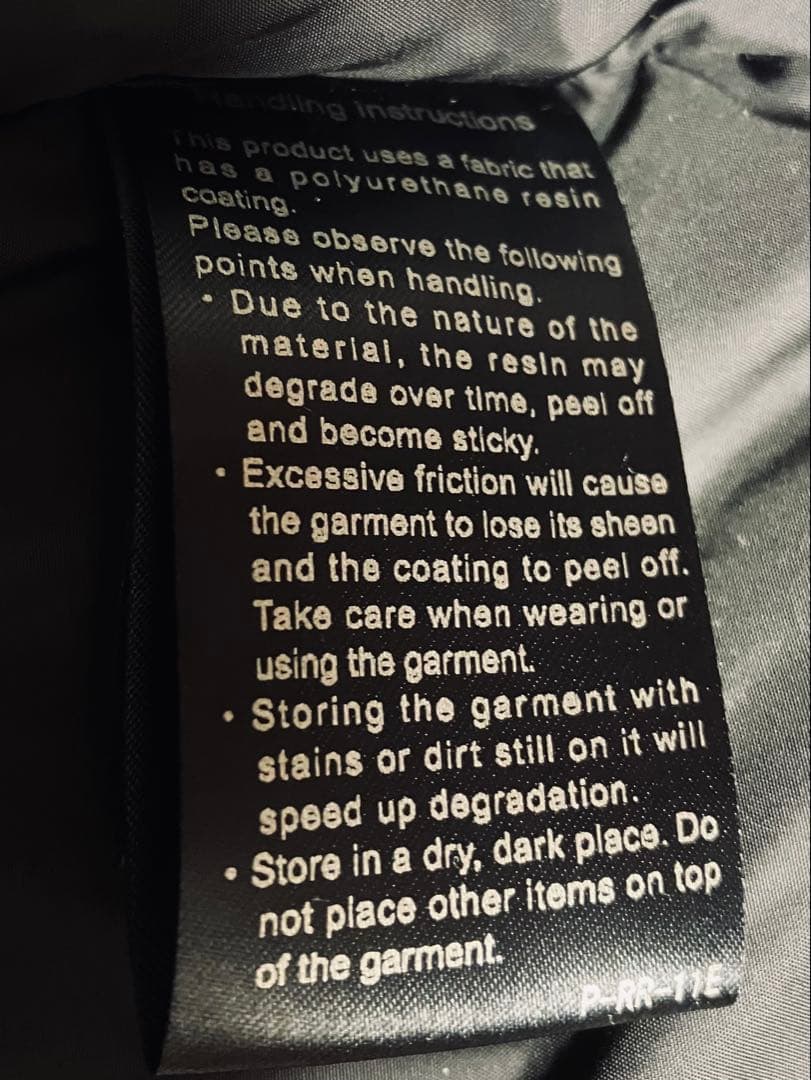 Handling Instructions
This product uses a fabric that
has a polyurethane resin
coating.
Please observe the following
points when handling.
• Due to the nature of the
material, the resin may
degrade over time, peel off
and become sticky.
• Excessive friction will cause
the garment to lose its sheen
and the coating to peel off.
Take care when wearing or
using the garment.
• Storing the garment with
stains or dirt still on it will
speed up degradation.
• Store in a dry, dark place. Do
not place other items on top
of the garment.
P-RR-11E